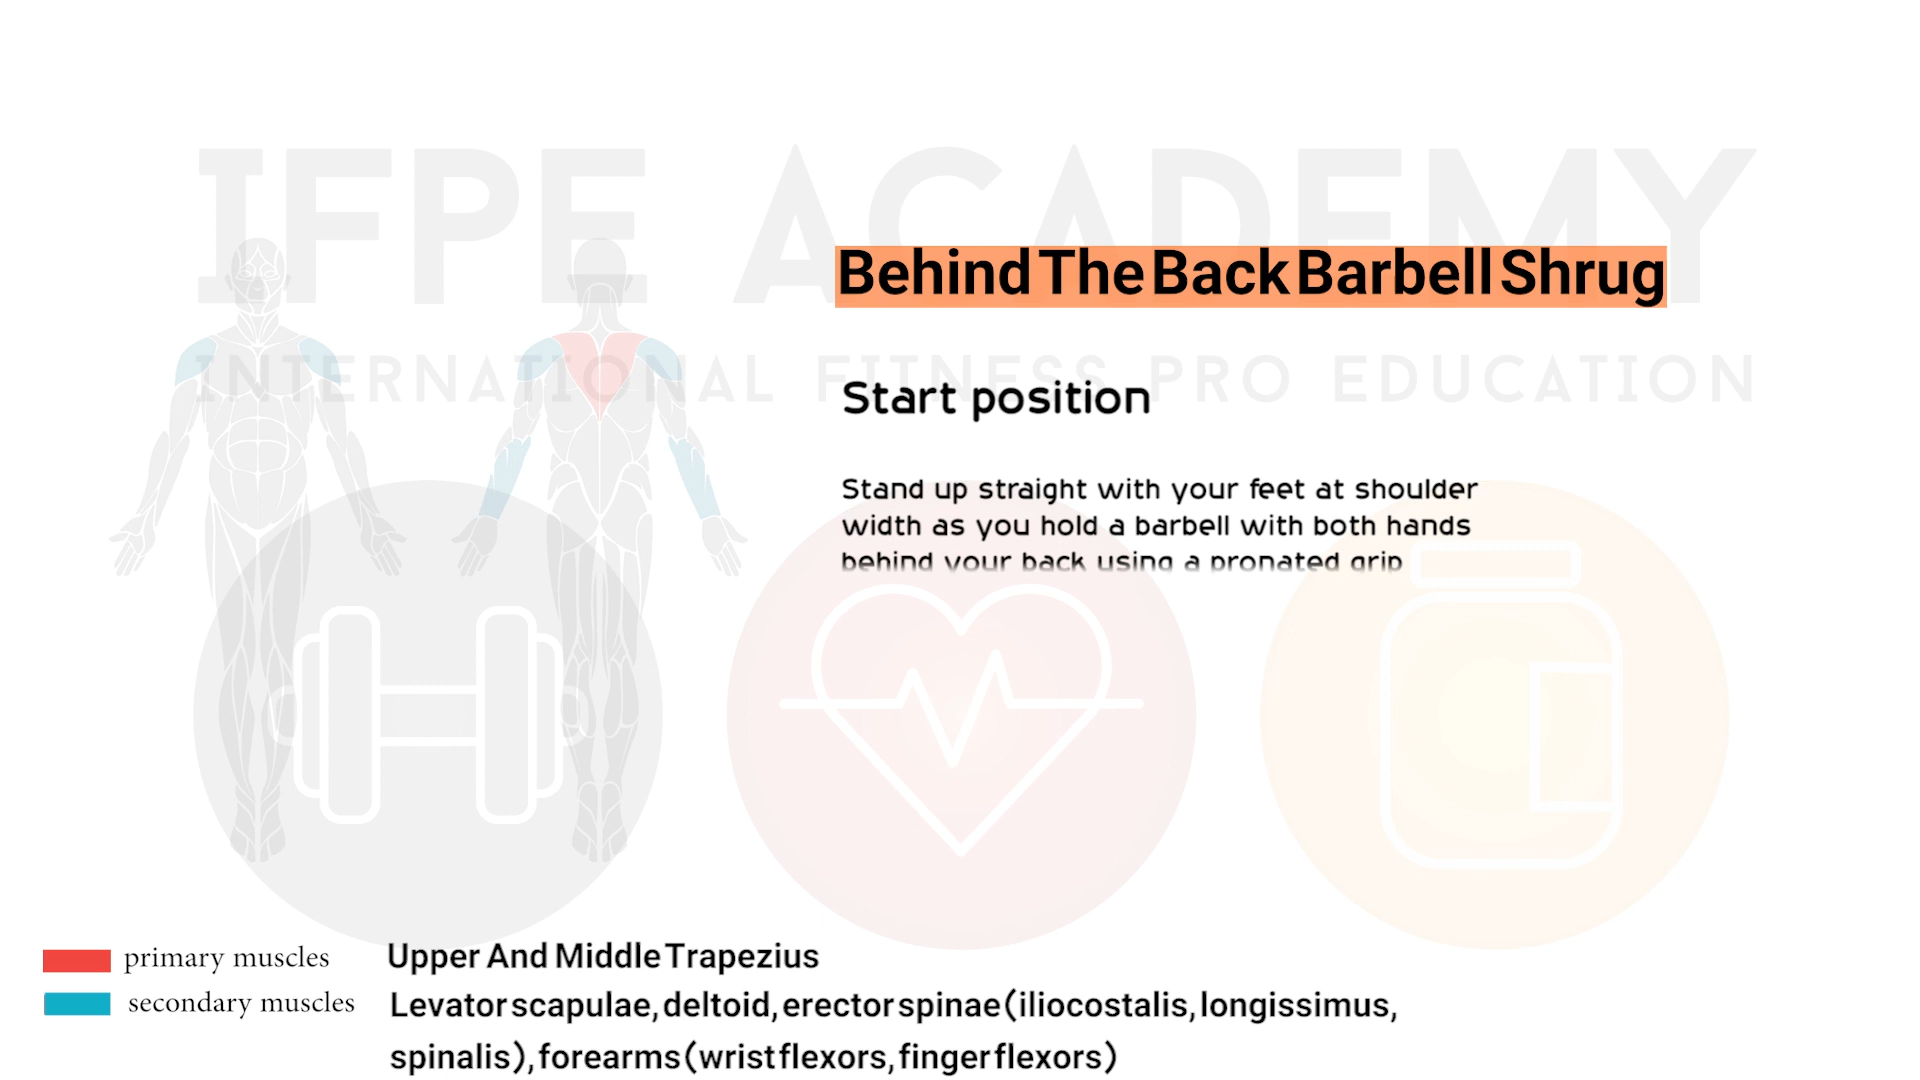 IFPE ACADEMY
INTERNATIONAL FITNESS PRO EDUCATION
Behind The Back Barbell Shrug
Start position
Stand up straight with your feet at shoulder
width as you hold a barbell with both hands
behind your back using a pronated grip
primary muscles
Upper And Middle Trapezius
secondary muscles
Levator scapulae, deltoid, erector spinae (iliocostalis, longissimus,
spinalis), forearms (wrist flexors, finger flexors)